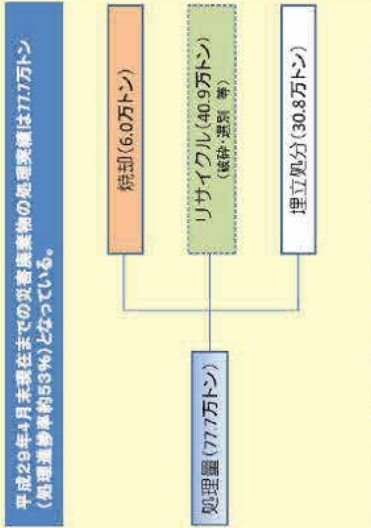 平成29年4月末現在までの災害廃棄物の処理実績は77.7万トン
(処理進捗率約53%)となっている。
処理量(77.7万トン)
焼却(6.0万トン)
リサイクル(40.9万トン)
(破砕・選別 等)
埋立処分(30.8万トン)